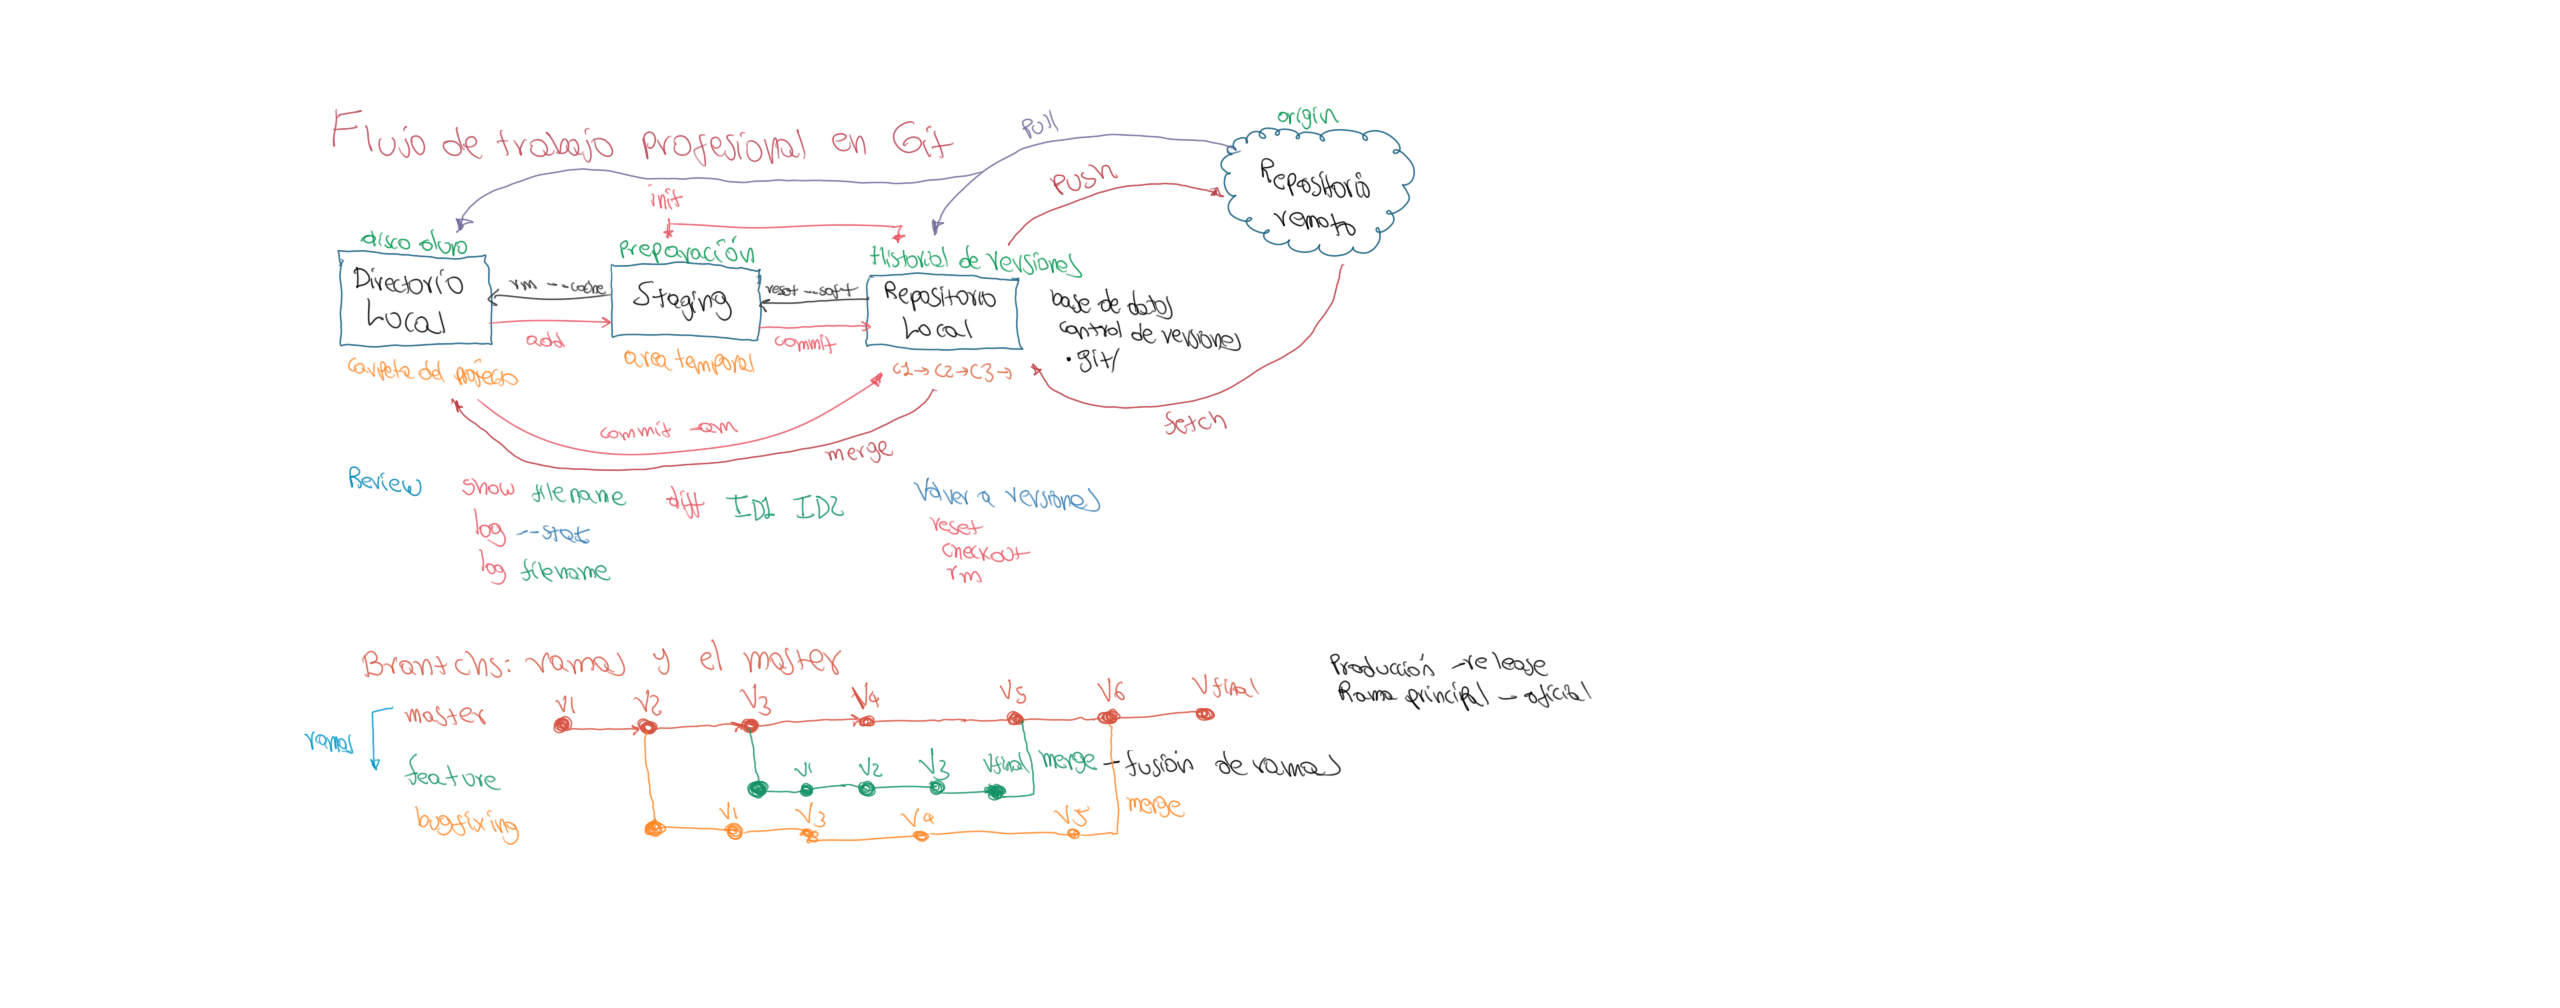 Flujo de trabajo profesional en Git
pull
origin
Repositorio
remoto
push
init
disco duro
Directorio
Local
carpeta del proyecto
rm --cache
add
Preparación
Staging
area temporal
reset --soft
commit
Historial de versiones
Repositorio
Local
C1→C2→C3→
base de datos
control de versiones
.git/
fetch
commit -am
merge
Review
show filename
log --stat
log filename
diff ID1 ID2
Volver a versiones
reset
checkout
rm
Brantchs: ramas y el master
Producción - release
Rama principal - oficial
ramas
master
V1 V2 V3 V4 V5 V6 Vfinal
feature
V1 V2 V3 Vfinal merge - fusión de ramas
bugfixing
V1 V3 V4 V5 merge